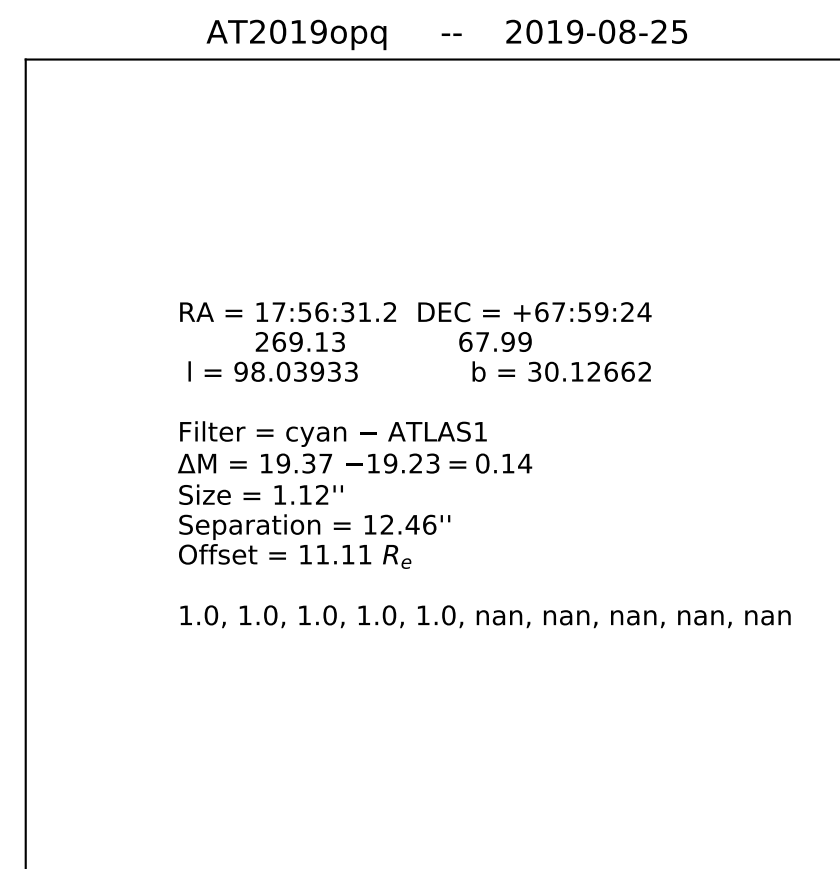 AT2019opq -- 2019-08-25
RA = 17:56:31.2 DEC = +67:59:24
269.13 67.99
l = 98.03933 b = 30.12662
Filter = cyan − ATLAS1
ΔM = 19.37 −19.23 = 0.14
Size = 1.12''
Separation = 12.46''
Offset = 11.11 Rₑ
1.0, 1.0, 1.0, 1.0, 1.0, nan, nan, nan, nan, nan